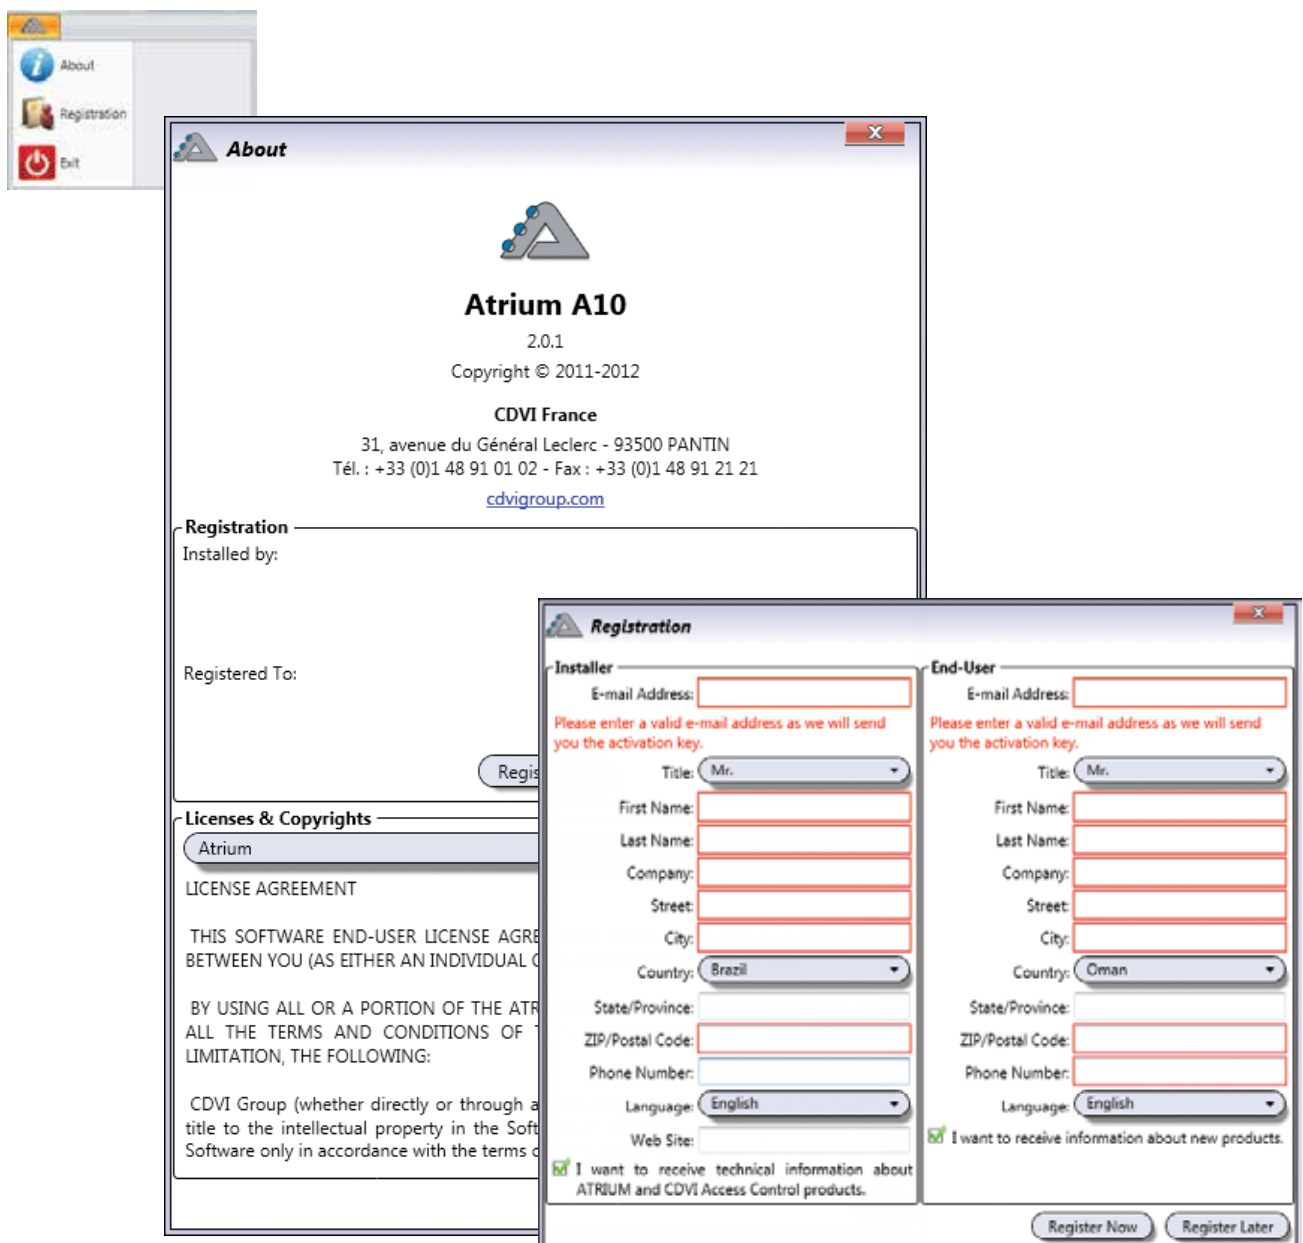 About
Registration
Exit
About
Atrium A10
2.0.1
Copyright © 2011-2012
CDVI France
31, avenue du Général Leclerc - 93500 PANTIN
Tél. : +33 (0)1 48 91 01 02 - Fax : +33 (0)1 48 91 21 21
cdvigroup.com
Registration
Installed by:
Registered To:
Regis
Licenses & Copyrights
Atrium
LICENSE AGREEMENT
THIS SOFTWARE END-USER LICENSE AGRE
BETWEEN YOU (AS EITHER AN INDIVIDUAL
BY USING ALL OR A PORTION OF THE ATR
ALL THE TERMS AND CONDITIONS OF
LIMITATION, THE FOLLOWING:
CDVI Group (whether directly or through a
title to the intellectual property in the Soft
Software only in accordance with the terms
Registration
Installer
E-mail Address:
Please enter a valid e-mail address as we will send
you the activation key.
Title: Mr.
First Name:
Last Name:
Company:
Street:
City:
Country: Brazil
State/Province:
ZIP/Postal Code:
Phone Number:
Language: English
Web Site:
I want to receive technical information about
ATRIUM and CDVI Access Control products.
End-User
E-mail Address:
Please enter a valid e-mail address as we will send
you the activation key.
Title: Mr.
First Name:
Last Name:
Company:
Street:
City:
Country: Oman
State/Province:
ZIP/Postal Code:
Phone Number:
Language: English
I want to receive information about new products.
Register Now
Register Later